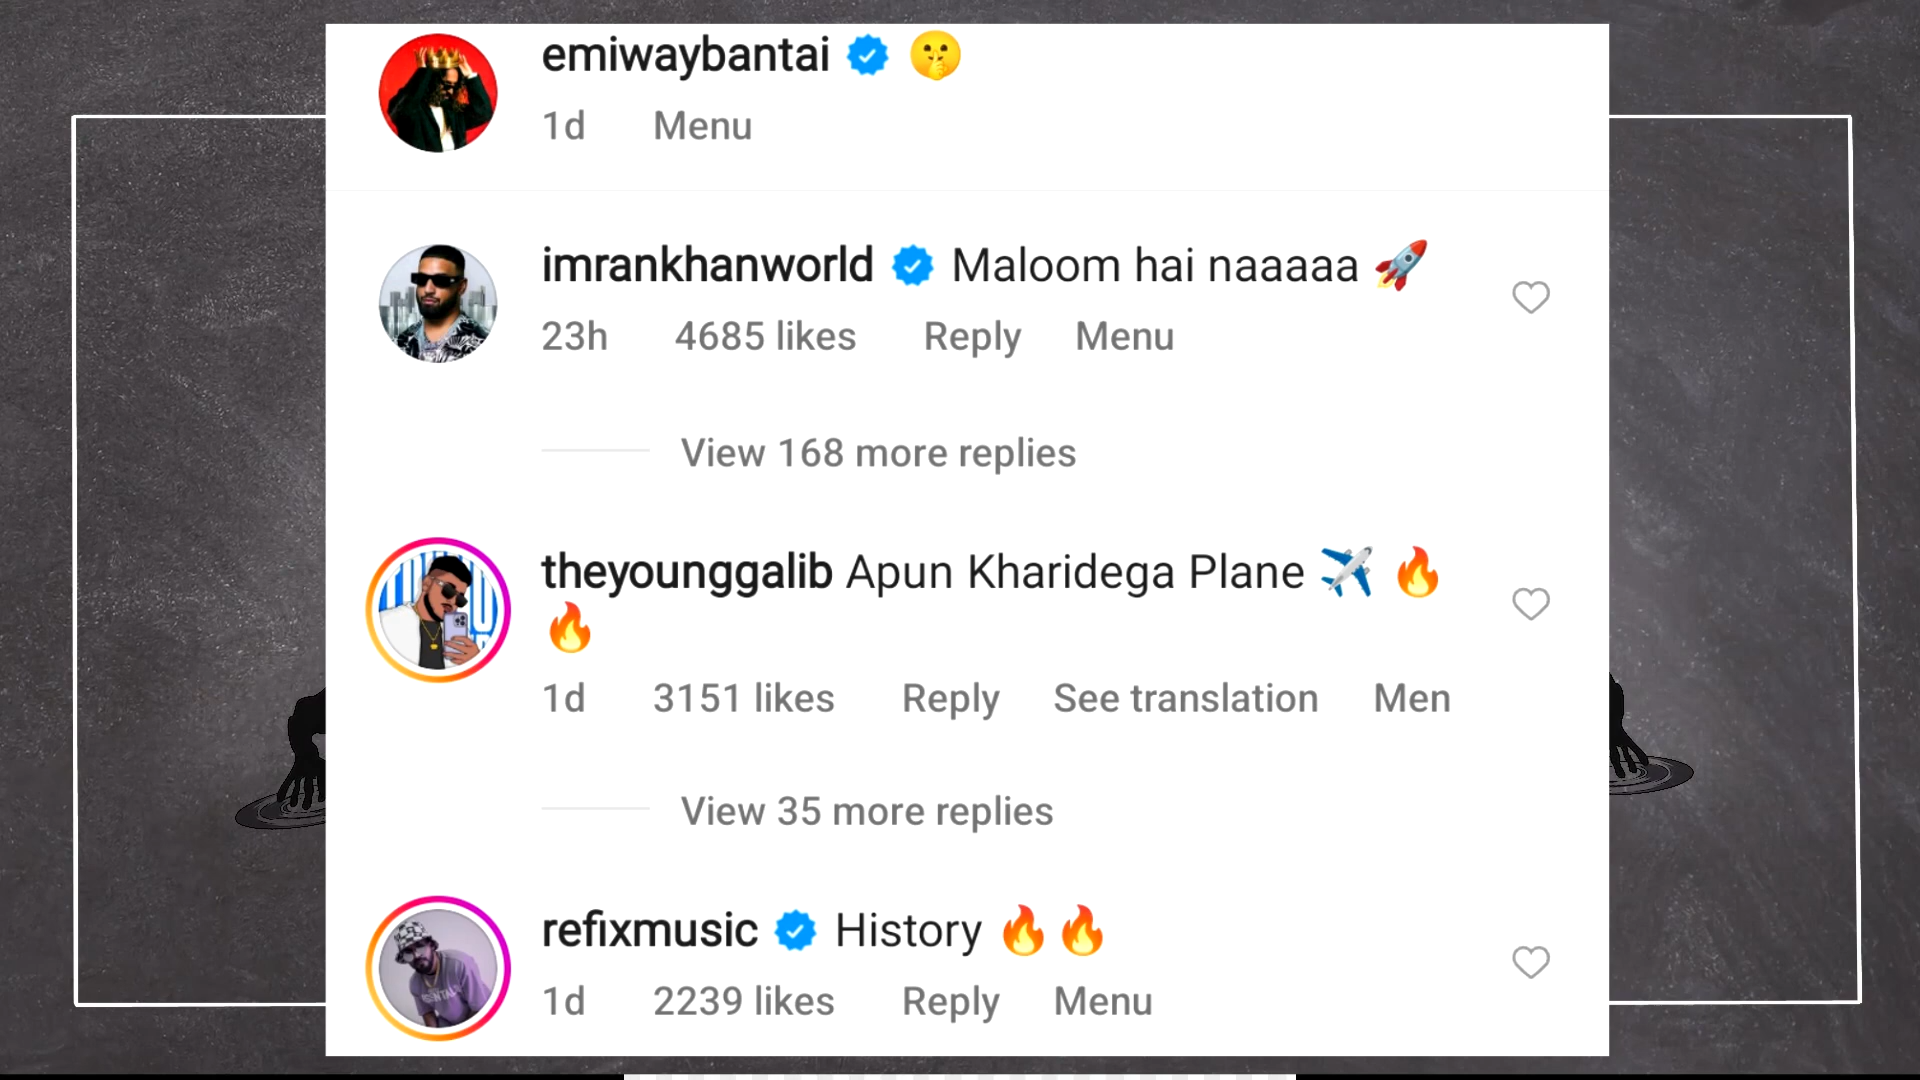 emiwaybantai 🤫
1d Menu
imrankhanworld Maloom hai naaaaa 🚀
23h 4685 likes Reply Menu
View 168 more replies
theyounggalib Apun Kharidega Plane ✈️ 🔥
🔥
1d 3151 likes Reply See translation Men
View 35 more replies
refixmusic History 🔥🔥
1d 2239 likes Reply Menu